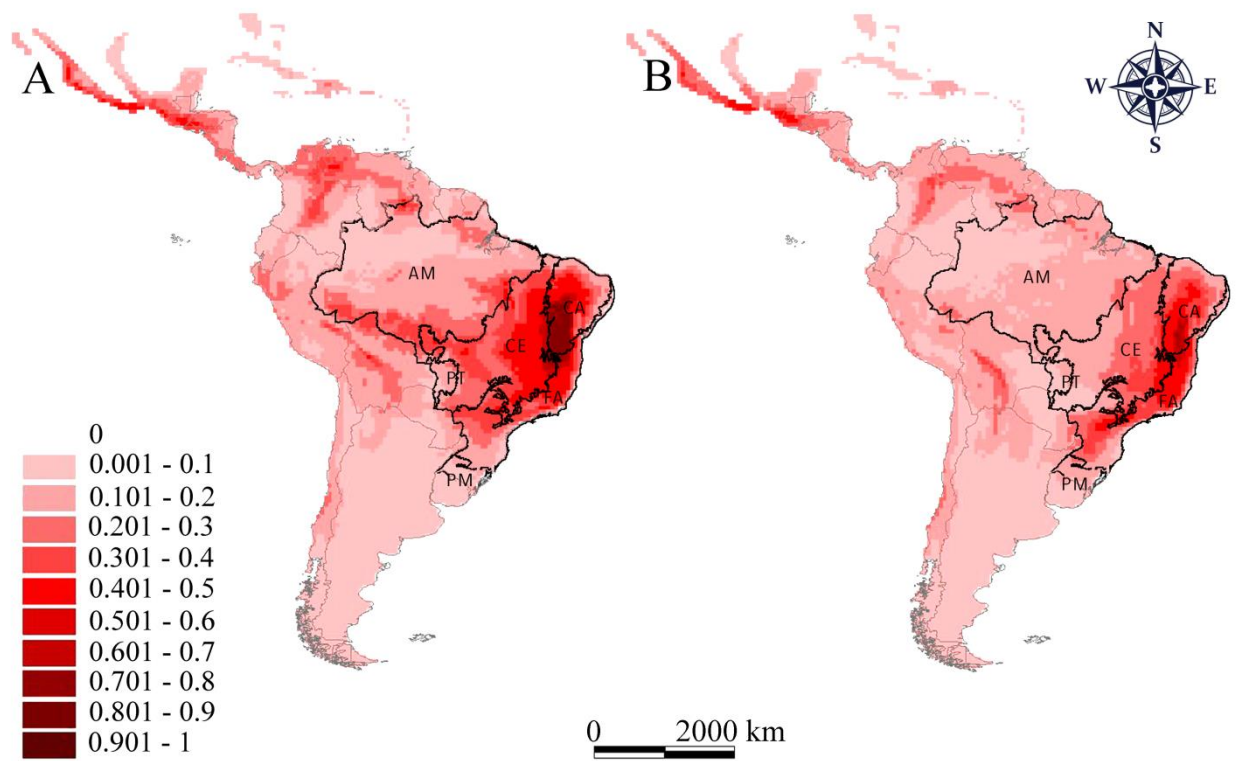 A
B
N
W
E
S
AM
CA
CE
PT
FA
PM
AM
CA
CE
PT
FA
PM
0
0.001 - 0.1
0.101 - 0.2
0.201 - 0.3
0.301 - 0.4
0.401 - 0.5
0.501 - 0.6
0.601 - 0.7
0.701 - 0.8
0.801 - 0.9
0.901 - 1
0 2000 km